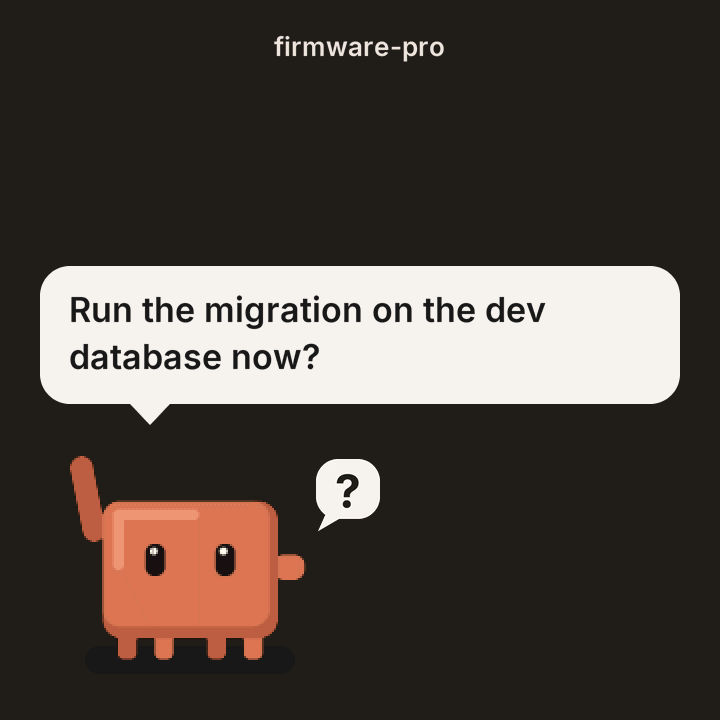 firmware-pro
Run the migration on the dev
database now?
?